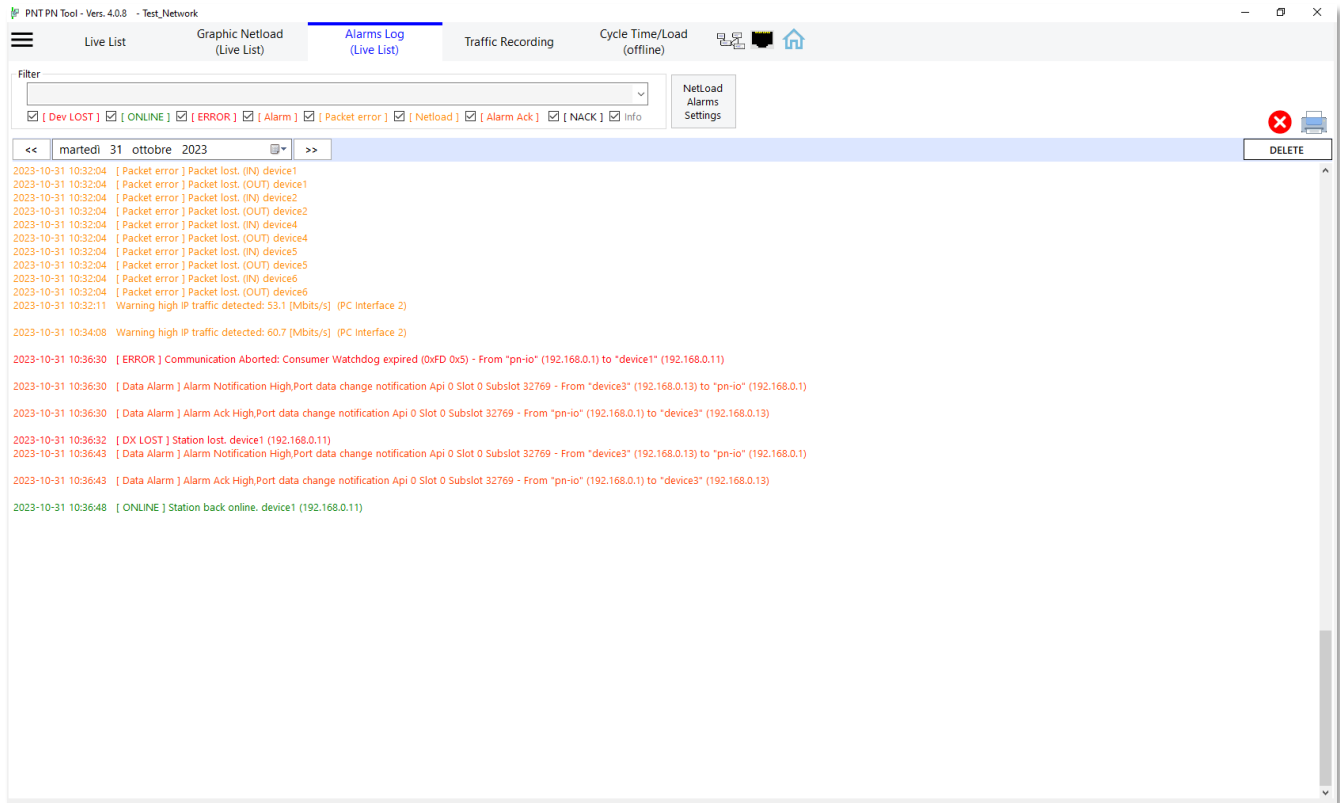 PNT PN Tool - Vers. 4.0.8 - Test_Network
Live List
Graphic Netload
(Live List)
Alarms Log
(Live List)
Traffic Recording
Cycle Time/Load
(offline)
Filter
[ Dev LOST ] [ ONLINE ] [ ERROR ] [ Alarm ] [ Packet error ] [ Netload ] [ Alarm Ack ] [ NACK ] Info
NetLoad
Alarms
Settings
<< martedì 31 ottobre 2023 >>
DELETE
2023-10-31 10:32:04 [ Packet error ] Packet lost. (IN) device1
2023-10-31 10:32:04 [ Packet error ] Packet lost. (OUT) device1
2023-10-31 10:32:04 [ Packet error ] Packet lost. (IN) device2
2023-10-31 10:32:04 [ Packet error ] Packet lost. (OUT) device2
2023-10-31 10:32:04 [ Packet error ] Packet lost. (IN) device4
2023-10-31 10:32:04 [ Packet error ] Packet lost. (OUT) device4
2023-10-31 10:32:04 [ Packet error ] Packet lost. (IN) device5
2023-10-31 10:32:04 [ Packet error ] Packet lost. (OUT) device5
2023-10-31 10:32:04 [ Packet error ] Packet lost. (IN) device6
2023-10-31 10:32:04 [ Packet error ] Packet lost. (OUT) device6
2023-10-31 10:32:11 Warning high IP traffic detected: 53.1 [Mbits/s] (PC Interface 2)
2023-10-31 10:34:08 Warning high IP traffic detected: 60.7 [Mbits/s] (PC Interface 2)
2023-10-31 10:36:30 [ ERROR ] Communication Aborted: Consumer Watchdog expired (0xFD 0x5) - From "pn-io" (192.168.0.1) to "device1" (192.168.0.11)
2023-10-31 10:36:30 [ Data Alarm ] Alarm Notification High,Port data change notification Api 0 Slot 0 Subslot 32769 - From "device3" (192.168.0.13) to "pn-io" (192.168.0.1)
2023-10-31 10:36:30 [ Data Alarm ] Alarm Ack High,Port data change notification Api 0 Slot 0 Subslot 32769 - From "pn-io" (192.168.0.1) to "device3" (192.168.0.13)
2023-10-31 10:36:32 [ DX LOST ] Station lost. device1 (192.168.0.11)
2023-10-31 10:36:43 [ Data Alarm ] Alarm Notification High,Port data change notification Api 0 Slot 0 Subslot 32769 - From "device3" (192.168.0.13) to "pn-io" (192.168.0.1)
2023-10-31 10:36:43 [ Data Alarm ] Alarm Ack High,Port data change notification Api 0 Slot 0 Subslot 32769 - From "pn-io" (192.168.0.1) to "device3" (192.168.0.13)
2023-10-31 10:36:48 [ ONLINE ] Station back online. device1 (192.168.0.11)